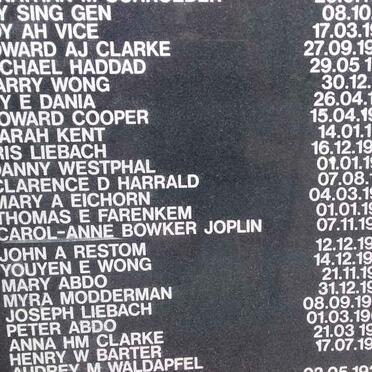 Y SING GEN 08.10.
OY AH VICE 17.03.19
OWARD AJ CLARKE 27.09.19
CHAEL HADDAD 29.05.1
ARRY WONG 30.12.
Y E DANIA 26.04.
OWARD COOPER 15.04.19
ARAH KENT 14.01.1
RIS LIEBACH 16.12.19
DANNY WESTPHAL 01.01.19
CLARENCE D HARRALD 07.08.
MARY A EICHORN 04.03.19
THOMAS E FARENKEM 01.01.19
CAROL-ANNE BOWKER JOPLIN 07.11.19
JOHN A RESTOM 12.12.19
YOUYEN E WONG 14.12.19
MARY ABDO 21.11.19
MYRA MODDERMAN 31.12.19
JOSEPH LIEBACH 08.09.19
PETER ABDO 01.03.19
ANNA HM CLARKE 21.03.19
HENRY W BARTER 17.07.19
AUDREY M WALDAPFEL